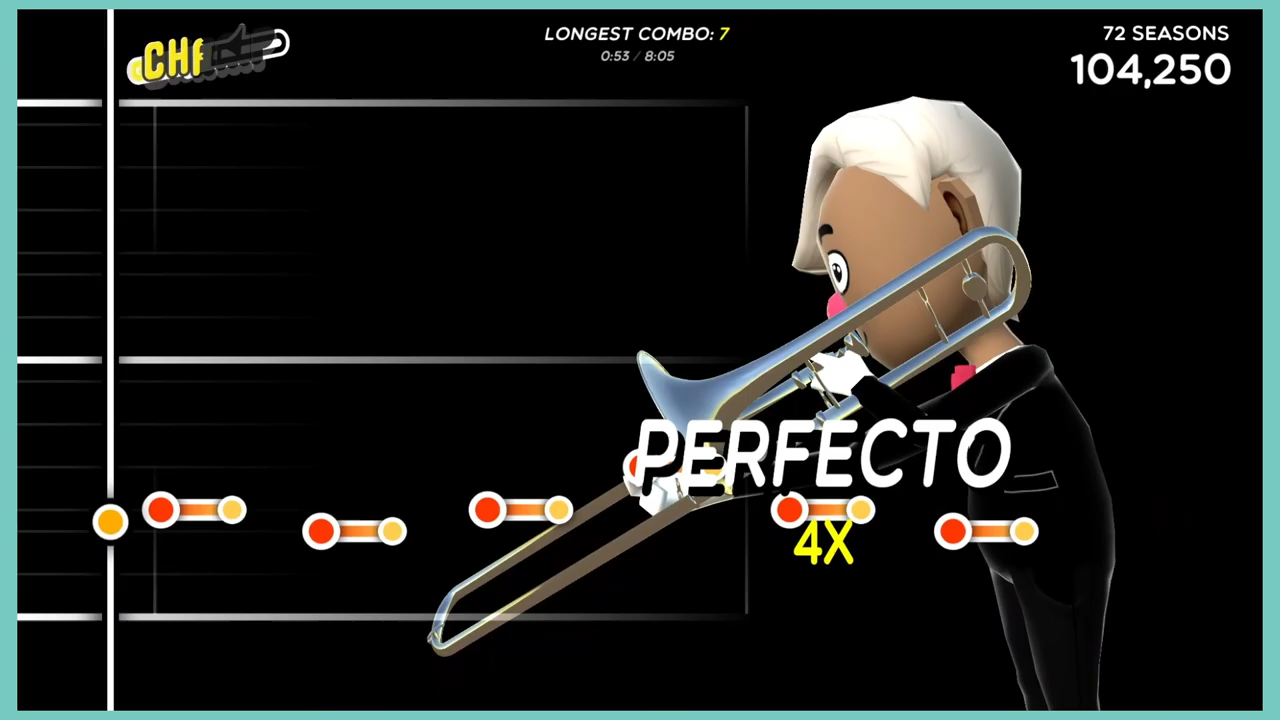 LONGEST COMBO: 7
0:53 / 8:05
72 SEASONS
104,250
PERFECTO
4X